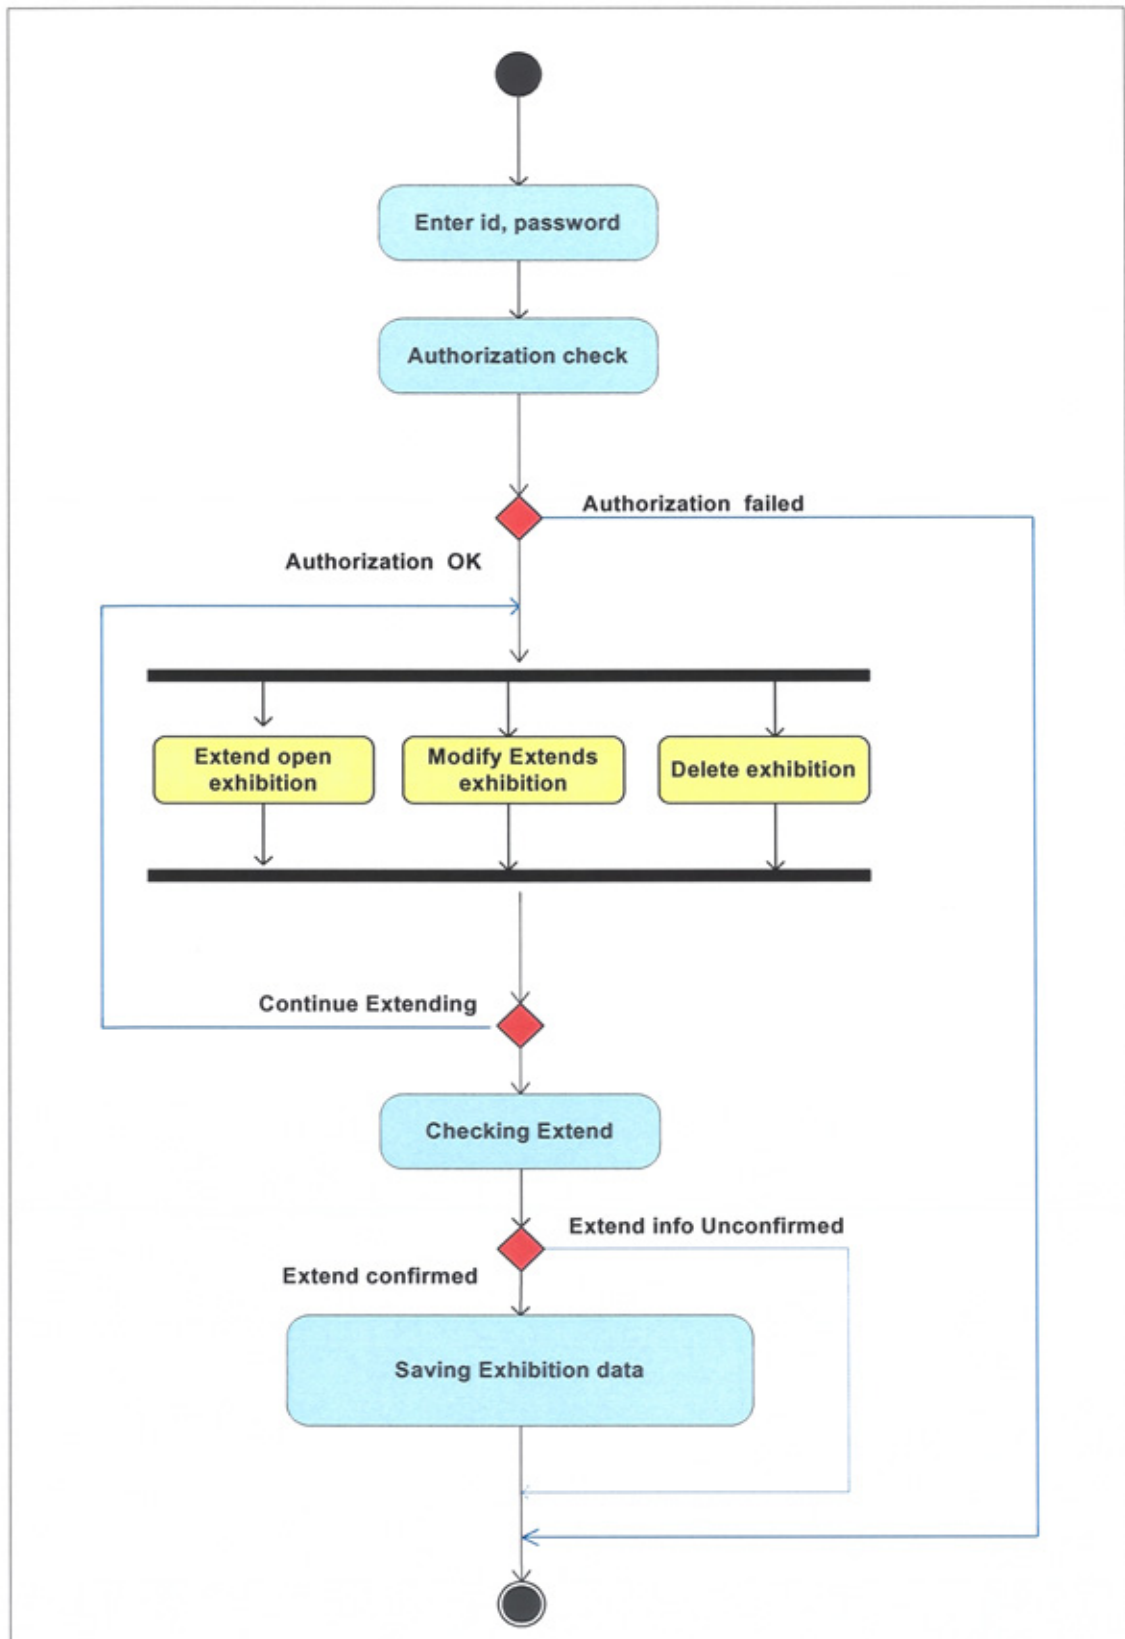 Enter id, password
Authorization check
Authorization failed
Authorization OK
Extend open
exhibition
Modify Extends
exhibition
Delete exhibition
Continue Extending
Checking Extend
Extend info Unconfirmed
Extend confirmed
Saving Exhibition data